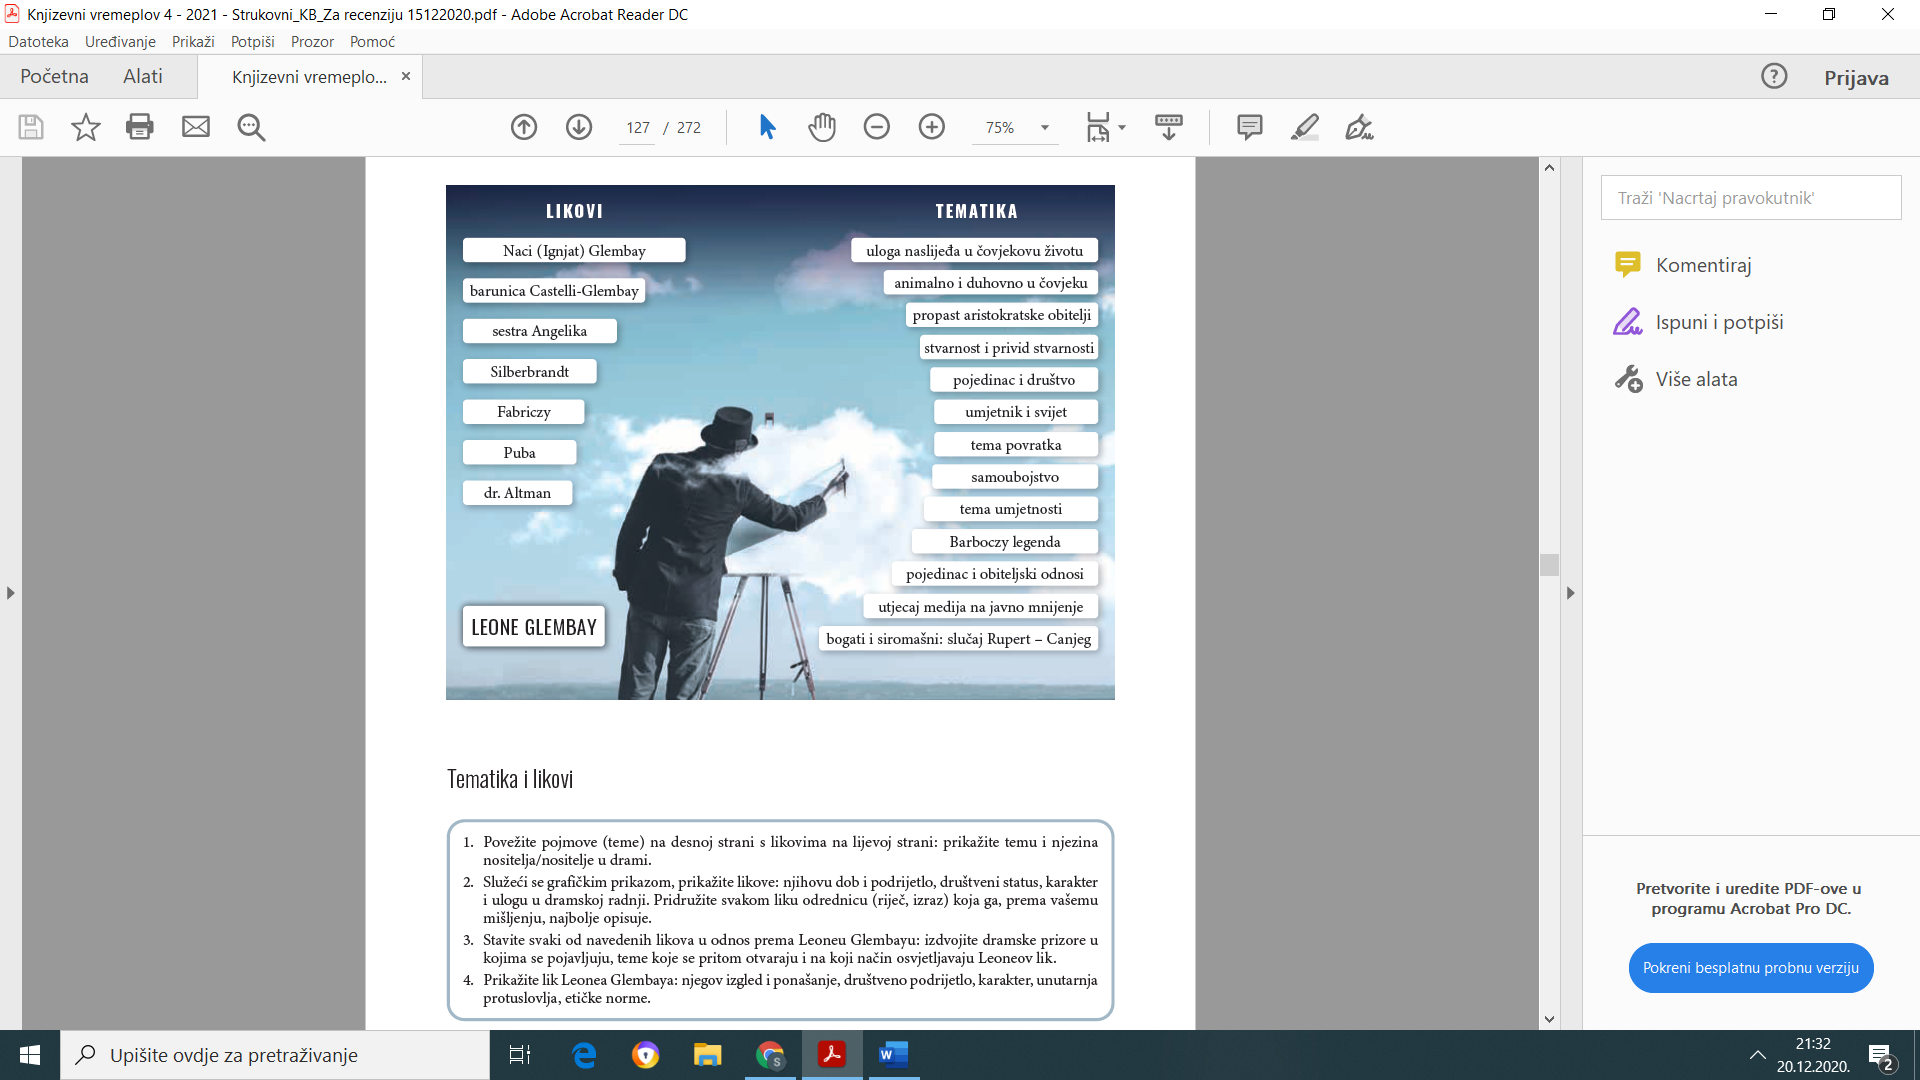 Knjizevni vremeplov 4 - 2021 - Strukovni_KB_Za recenziju 15122020.pdf - Adobe Acrobat Reader DC
Datoteka Uređivanje Prikaži Potpiši Prozor Pomoć
Početna Alati Knjizevni vremeplo... × ? Prijava
127 / 272 75%
LIKOVI
Naci (Ignjat) Glembay
barunica Castelli-Glembay
sestra Angelika
Silberbrandt
Fabriczy
Puba
dr. Altman
LEONE GLEMBAY
TEMATIKA
uloga naslijeđa u čovjekovu životu
animalno i duhovno u čovjeku
propast aristokratske obitelji
stvarnost i privid stvarnosti
pojedinac i društvo
umjetnik i svijet
tema povratka
samoubojstvo
tema umjetnosti
Barboczy legenda
pojedinac i obiteljski odnosi
utjecaj medija na javno mnijenje
bogati i siromašni: slučaj Rupert – Canjeg
Tematika i likovi
1. Povežite pojmove (teme) na desnoj strani s likovima na lijevoj strani: prikažite temu i njezina
nositelja/nositelje u drami.
2. Služeći se grafičkim prikazom, prikažite likove: njihovu dob i podrijetlo, društveni status, karakter
i ulogu u dramskoj radnji. Pridružite svakom liku odrednicu (riječ, izraz) koja ga, prema vašemu
mišljenju, najbolje opisuje.
3. Stavite svaki od navedenih likova u odnos prema Leoneu Glembayu: izdvojite dramske prizore u
kojima se pojavljuju, teme koje se pritom otvaraju i na koji način osvjetljavaju Leoneov lik.
4. Prikažite lik Leonea Glembaya: njegov izgled i ponašanje, društveno podrijetlo, karakter, unutarnja
protuslovlja, etičke norme.
Traži 'Nacrtaj pravokutnik'
Komentiraj
Ispuni i potpiši
Više alata
Pretvorite i uredite PDF-ove u
programu Acrobat Pro DC.
Pokreni besplatnu probnu verziju
Upišite ovdje za pretraživanje
21:32
20.12.2020.
2